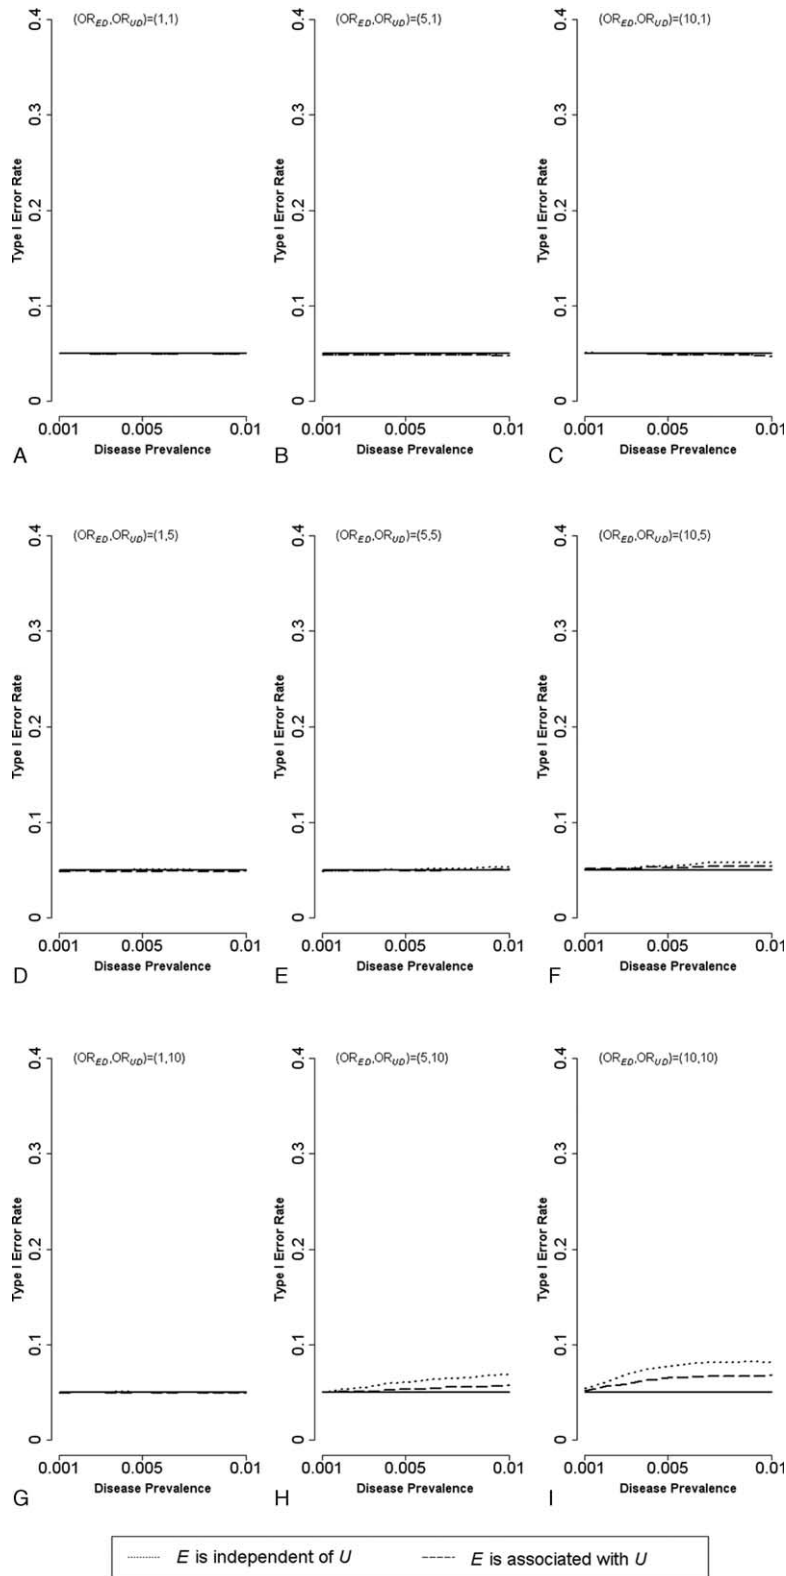 (OR_ED,OR_UD)=(1,1)
0.4
0.3
0.2
0.1
0
Type I Error Rate
0.001 0.005 0.01
Disease Prevalence
A
(OR_ED,OR_UD)=(5,1)
0.4
0.3
0.2
0.1
0
Type I Error Rate
0.001 0.005 0.01
Disease Prevalence
B
(OR_ED,OR_UD)=(10,1)
0.4
0.3
0.2
0.1
0
Type I Error Rate
0.001 0.005 0.01
Disease Prevalence
C
(OR_ED,OR_UD)=(1,5)
0.4
0.3
0.2
0.1
0
Type I Error Rate
0.001 0.005 0.01
Disease Prevalence
D
(OR_ED,OR_UD)=(5,5)
0.4
0.3
0.2
0.1
0
Type I Error Rate
0.001 0.005 0.01
Disease Prevalence
E
(OR_ED,OR_UD)=(10,5)
0.4
0.3
0.2
0.1
0
Type I Error Rate
0.001 0.005 0.01
Disease Prevalence
F
(OR_ED,OR_UD)=(1,10)
0.4
0.3
0.2
0.1
0
Type I Error Rate
0.001 0.005 0.01
Disease Prevalence
G
(OR_ED,OR_UD)=(5,10)
0.4
0.3
0.2
0.1
0
Type I Error Rate
0.001 0.005 0.01
Disease Prevalence
H
(OR_ED,OR_UD)=(10,10)
0.4
0.3
0.2
0.1
0
Type I Error Rate
0.001 0.005 0.01
Disease Prevalence
I
E is independent of U
E is associated with U